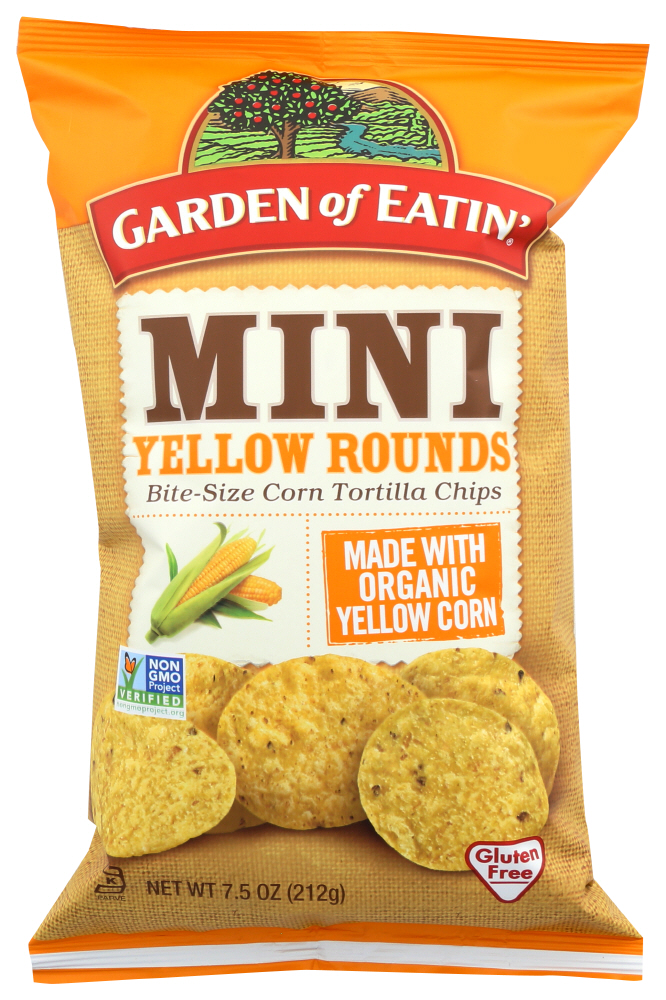 GARDEN of EATIN'®
MINI
YELLOW ROUNDS
Bite-Size Corn Tortilla Chips
MADE WITH
ORGANIC
YELLOW CORN
NON
GMO
Project
VERIFIED
nongmoproject.org
Gluten
Free
K
PARVE
NET WT 7.5 OZ (212g)